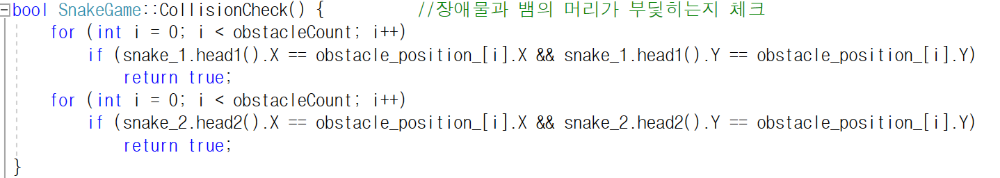 bool SnakeGame::CollisionCheck() { //장애물과 뱀의 머리가 부딫히는지 체크
for (int i = 0; i < obstacleCount; i++)
if (snake_1.head1().X == obstacle_position_[i].X && snake_1.head1().Y == obstacle_position_[i].Y)
return true;
for (int i = 0; i < obstacleCount; i++)
if (snake_2.head2().X == obstacle_position_[i].X && snake_2.head2().Y == obstacle_position_[i].Y)
return true;
}